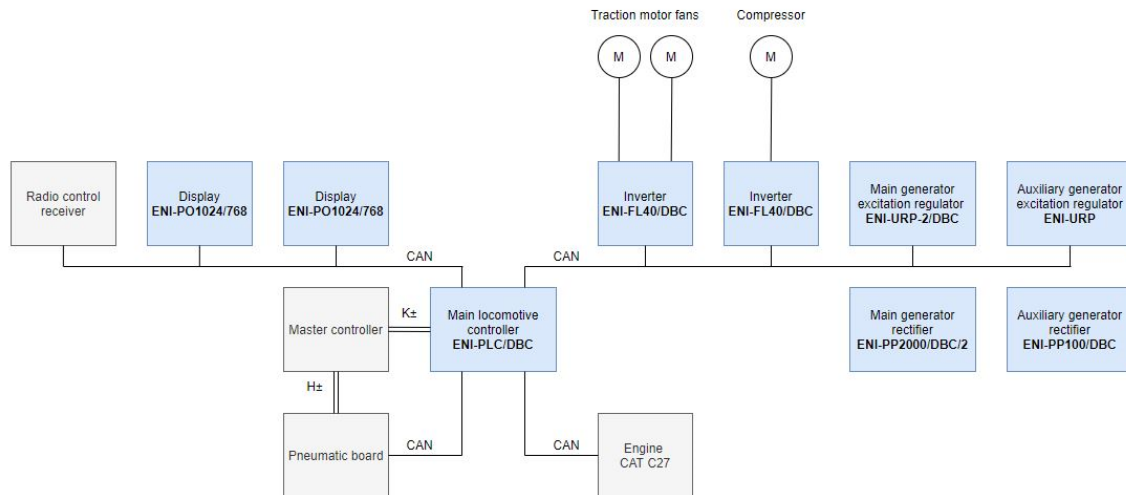 Traction motor fans
Compressor
M
M
M
Radio control
receiver
Display
ENI-PO1024/768
Display
ENI-PO1024/768
Inverter
ENI-FL40/DBC
Inverter
ENI-FL40/DBC
Main generator
excitation regulator
ENI-URP-2/DBC
Auxiliary generator
excitation regulator
ENI-URP
CAN
CAN
Master controller
K±
Main locomotive
controller
ENI-PLC/DBC
Main generator
rectifier
ENI-PP2000/DBC/2
Auxiliary generator
rectifier
ENI-PP100/DBC
H±
Pneumatic board
CAN
CAN
Engine
CAT C27